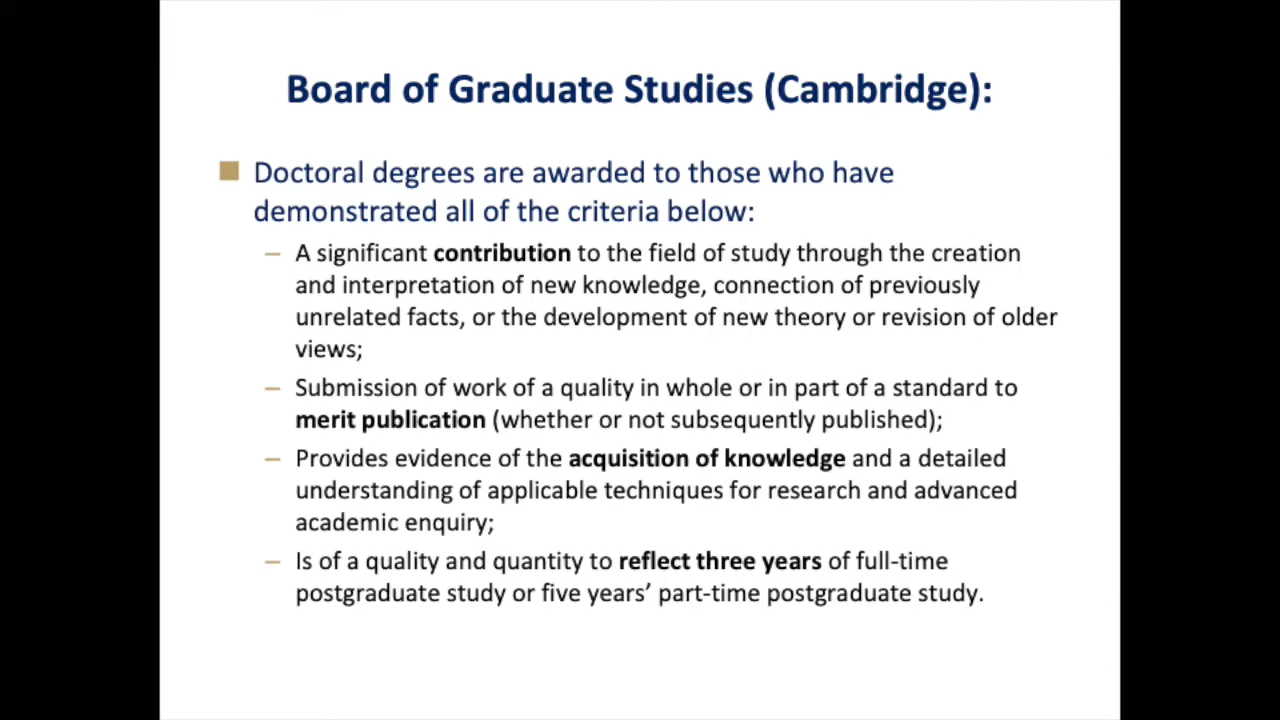 Board of Graduate Studies (Cambridge):
Doctoral degrees are awarded to those who have
demonstrated all of the criteria below:
– A significant contribution to the field of study through the creation
and interpretation of new knowledge, connection of previously
unrelated facts, or the development of new theory or revision of older
views;
– Submission of work of a quality in whole or in part of a standard to
merit publication (whether or not subsequently published);
– Provides evidence of the acquisition of knowledge and a detailed
understanding of applicable techniques for research and advanced
academic enquiry;
– Is of a quality and quantity to reflect three years of full-time
postgraduate study or five years’ part-time postgraduate study.